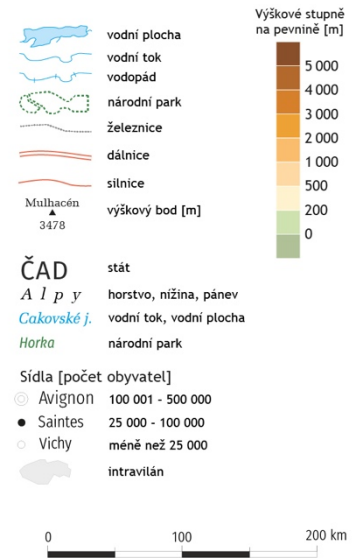 Výškové stupně
na pevnině [m]
vodní plocha
vodní tok
vodopád
národní park
železnice
dálnice
silnice
Mulhacén
3478
výškový bod [m]
5 000
4 000
3 000
2 000
1 000
500
200
0
ČAD stát
Alpy horstvo, nížina, pánev
Čakovské j. vodní tok, vodní plocha
Horka národní park
Sídla [počet obyvatel]
Avignon 100 001 - 500 000
Saintes 25 000 - 100 000
Vichy méně než 25 000
intravilán
0 100 200 km